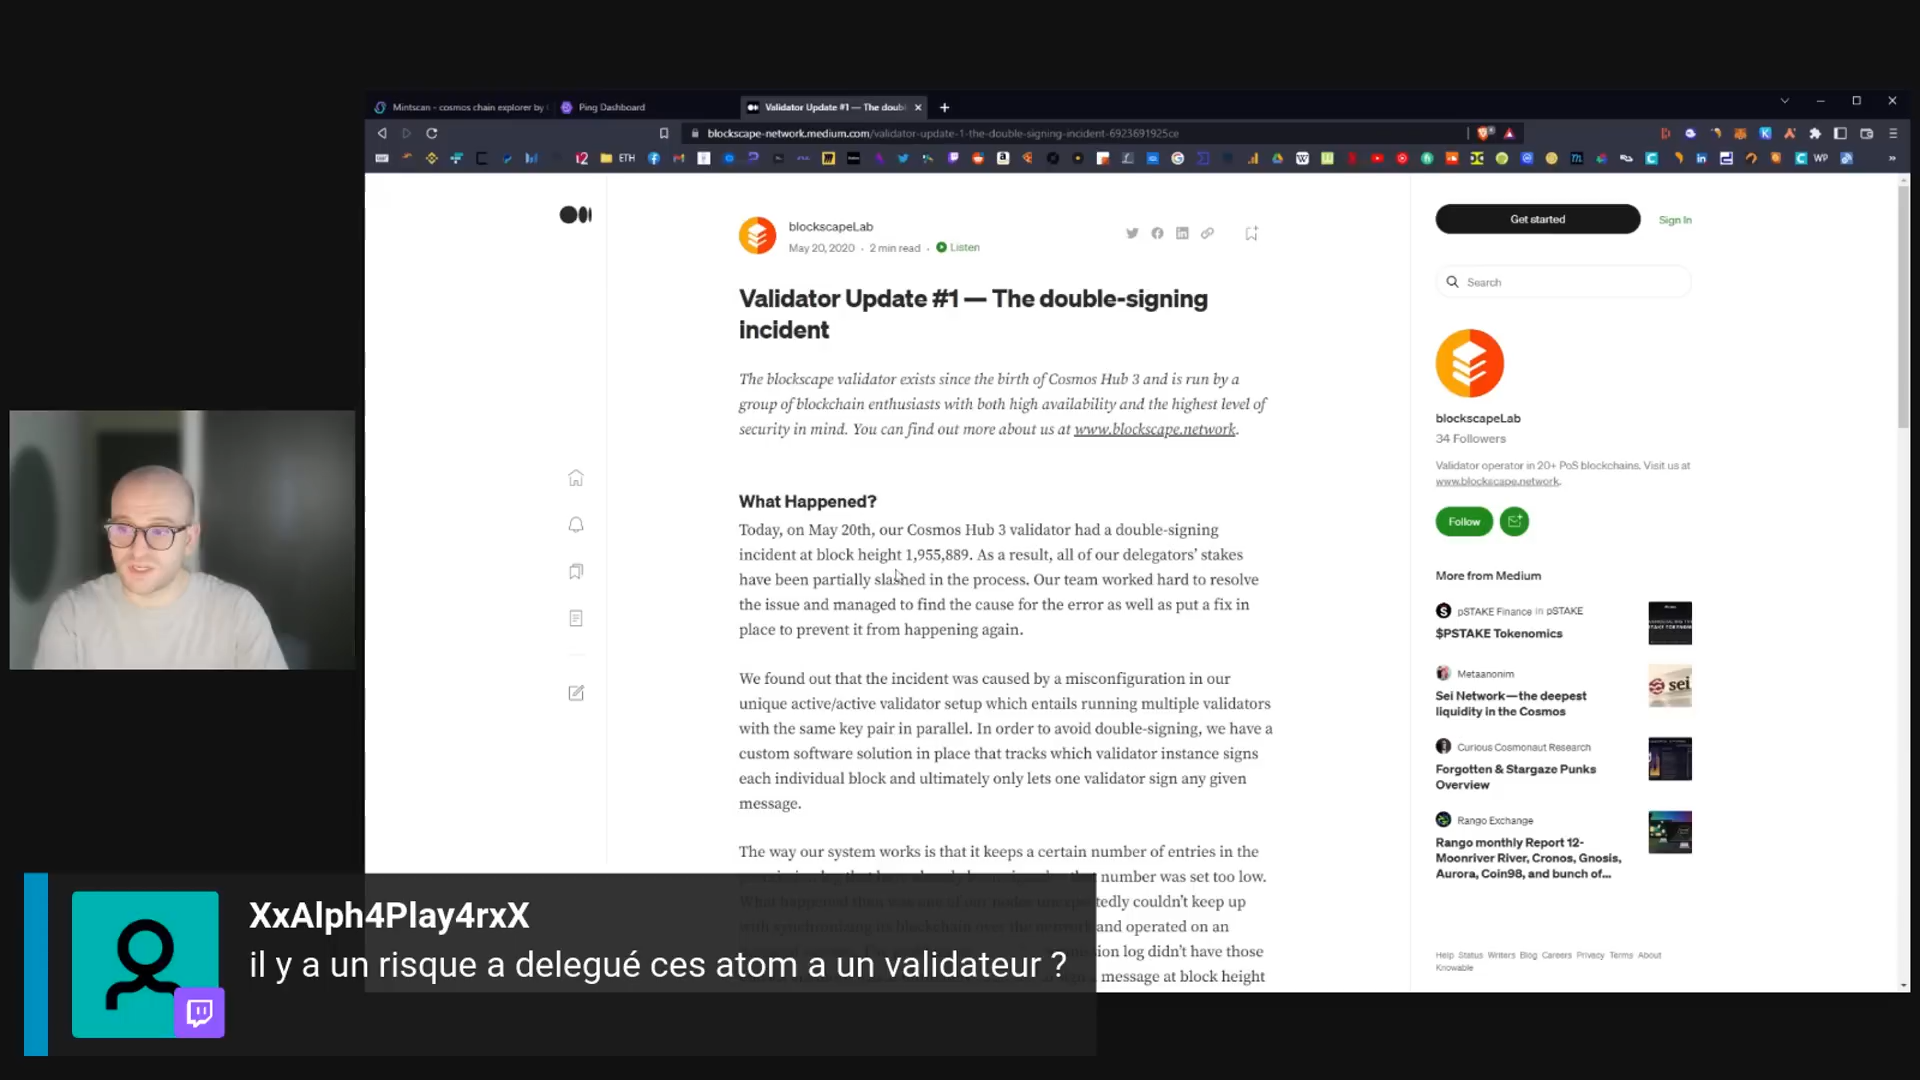 Mintscan - cosmos chain explorer by
Ping Dashboard
Validator Update #1 — The doubl
blockscape-network.medium.com/validator-update-1-the-double-signing-incident-6923691925ce
12
ETH
WP
blockscapeLab
May 20, 2020 · 2 min read · Listen
Validator Update #1 — The double-signing
incident
The blockscape validator exists since the birth of Cosmos Hub 3 and is run by a
group of blockchain enthusiasts with both high availability and the highest level of
security in mind. You can find out more about us at www.blockscape.network.
What Happened?
Today, on May 20th, our Cosmos Hub 3 validator had a double-signing
incident at block height 1,955,889. As a result, all of our delegators’ stakes
have been partially slashed in the process. Our team worked hard to resolve
the issue and managed to find the cause for the error as well as put a fix in
place to prevent it from happening again.
We found out that the incident was caused by a misconfiguration in our
unique active/active validator setup which entails running multiple validators
with the same key pair in parallel. In order to avoid double-signing, we have a
custom software solution in place that tracks which validator instance signs
each individual block and ultimately only lets one validator sign any given
message.
The way our system works is that it keeps a certain number of entries in the
number was set too low.
couldn’t keep up
and operated on an
log didn’t have those
message at block height
Get started
Sign In
Search
blockscapeLab
34 Followers
Validator operator in 20+ PoS blockchains. Visit us at
www.blockscape.network.
Follow
More from Medium
pSTAKE Finance in pSTAKE
$PSTAKE Tokenomics
Metaanonim
Sei Network—the deepest
liquidity in the Cosmos
sei
Curious Cosmonaut Research
Forgotten & Stargaze Punks
Overview
Rango Exchange
Rango monthly Report 12-
Moonriver River, Cronos, Gnosis,
Aurora, Coin98, and bunch of...
Help Status Writers Blog Careers Privacy Terms About
Knowable
XxAlph4Play4rxX
il y a un risque a delegué ces atom a un validateur ?